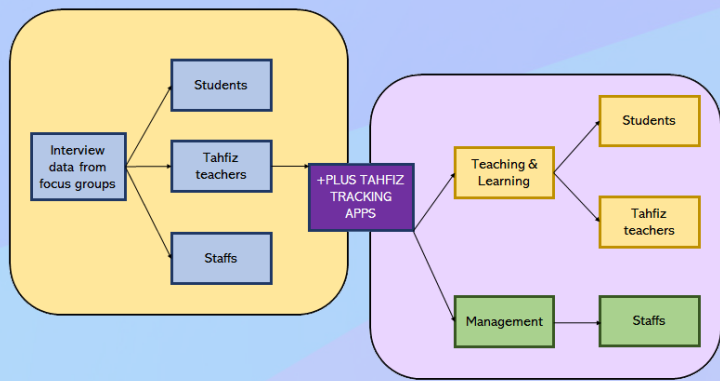 Students
Interview
data from
focus groups
Tahfiz
teachers
Staffs
+PLUS TAHFIZ
TRACKING
APPS
Teaching &
Learning
Students
Tahfiz
teachers
Management
Staffs